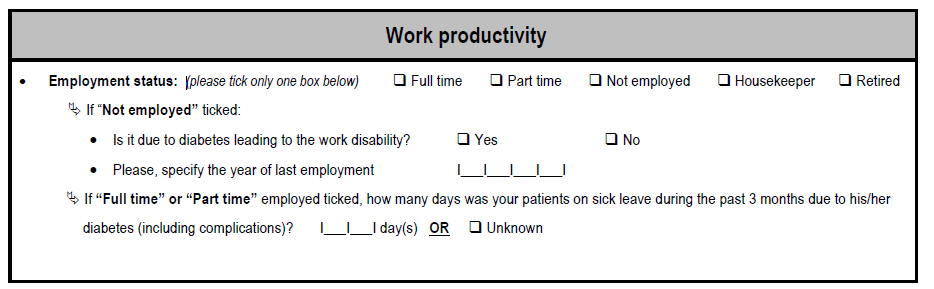 Work productivity
• Employment status: (please tick only one box below) ❑ Full time ❑ Part time ❑ Not employed ❑ Housekeeper ❑ Retired
If “Not employed” ticked:
• Is it due to diabetes leading to the work disability? ❑ Yes ❑ No
• Please, specify the year of last employment I__I__I__I__I
If “Full time” or “Part time” employed ticked, how many days was your patients on sick leave during the past 3 months due to his/her
diabetes (including complications)? I__I__I day(s) OR ❑ Unknown